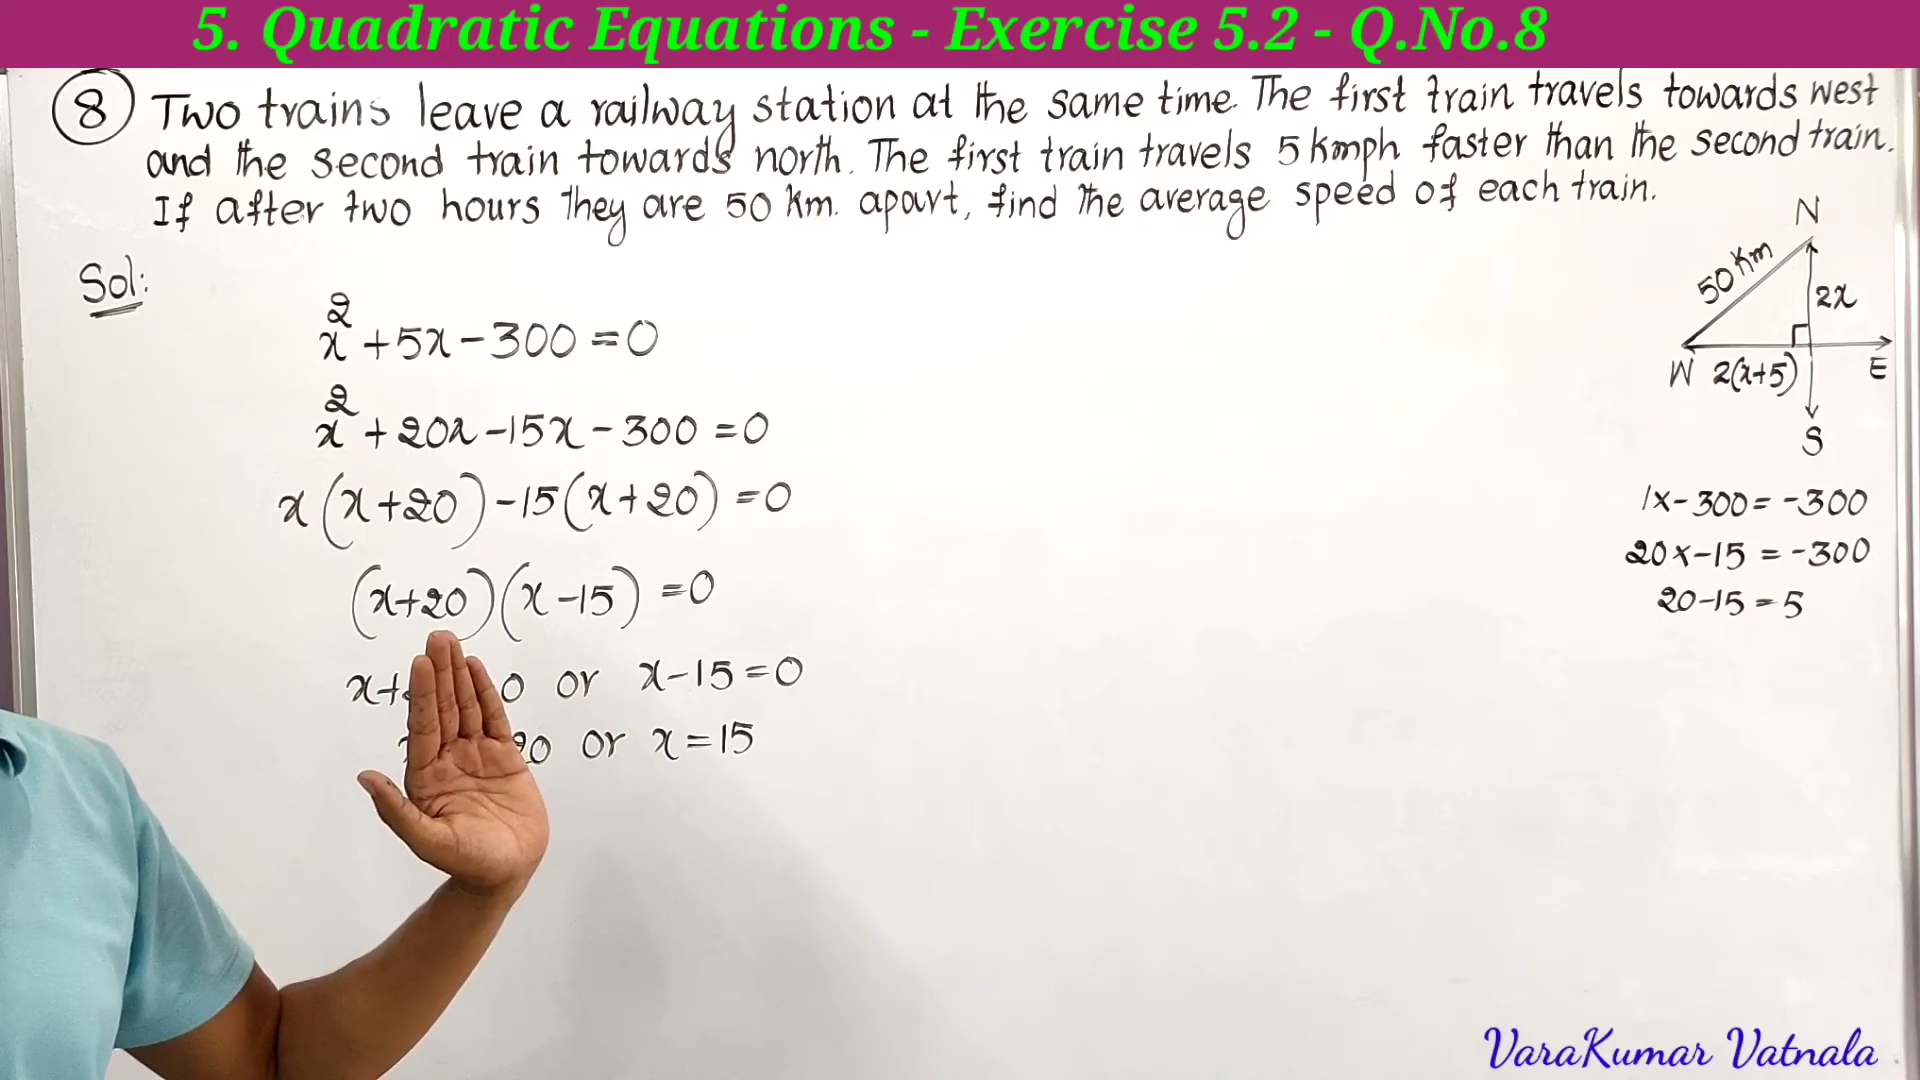 5. Quadratic Equations - Exercise 5.2 - Q.No.8
8 Two trains leave a railway station at the same time. The first train travels towards west
and the second train towards north. The first train travels 5 kmph faster than the second train.
If after two hours they are 50 km. apart, find the average speed of each train.
Sol:
x² + 5x - 300 = 0
x² + 20x - 15x - 300 = 0
x(x+20) - 15(x+20) = 0
(x+20)(x-15) = 0
x+ 0 or x-15=0
20 or x=15
N
50 Km
2x
W 2(x+5) E
S
1x-300 = -300
20x-15 = -300
20-15 = 5
VaraKumar Vatnala